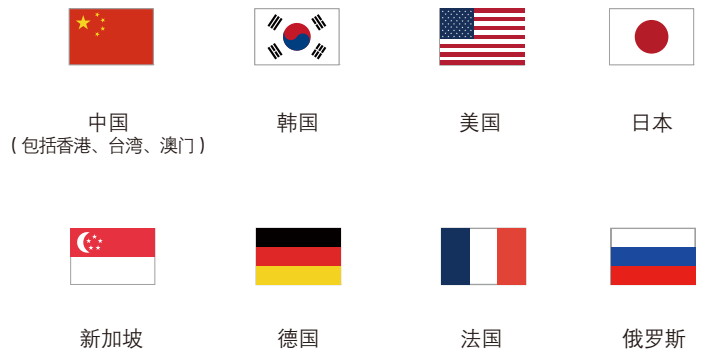 中国
(包括香港、台湾、澳门)
韩国
美国
日本
新加坡
德国
法国
俄罗斯